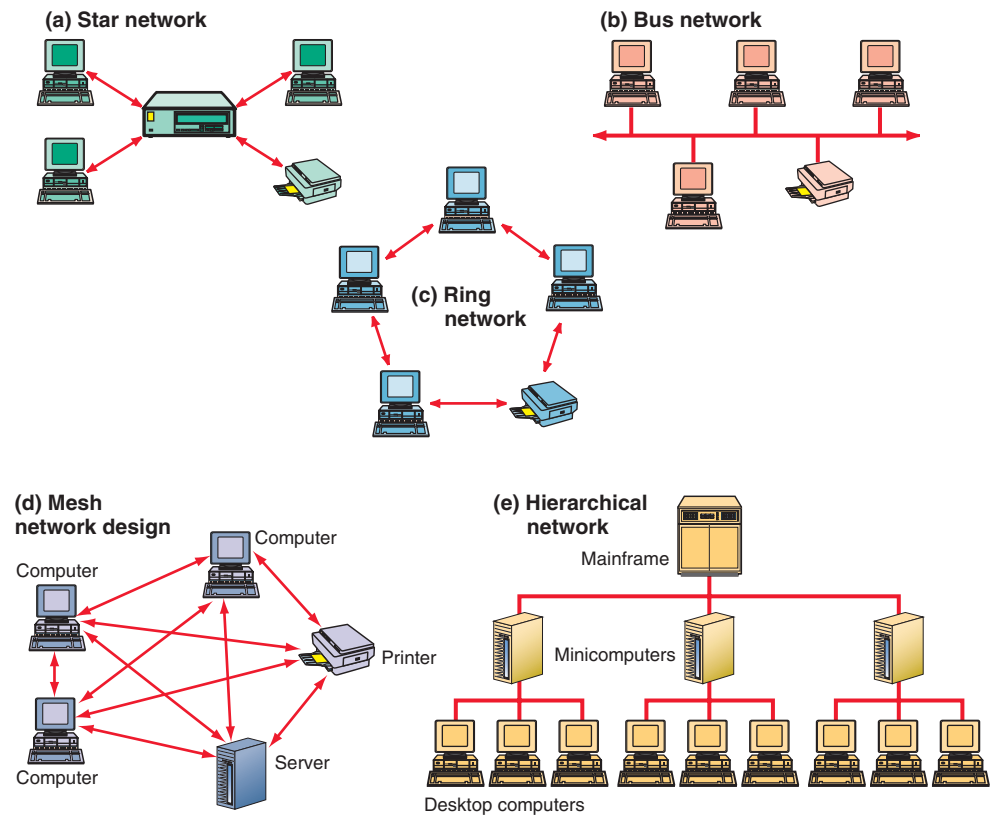 (a) Star network
(b) Bus network
(c) Ring
network
(d) Mesh
network design
Computer
Computer
Printer
Server
Computer
(e) Hierarchical
network
Mainframe
Minicomputers
Desktop computers